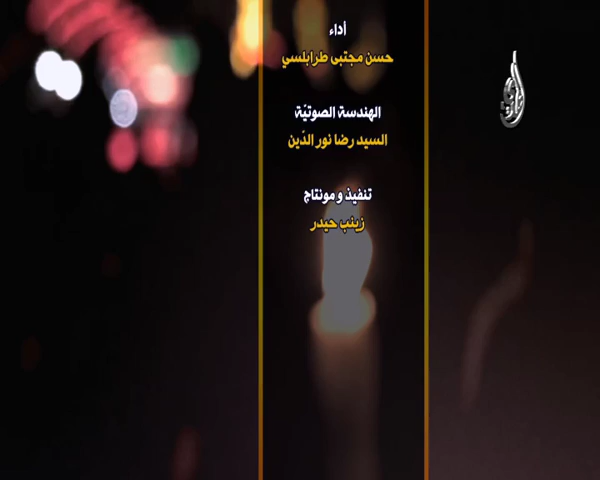 أداء
حسن مجتبى طرابلسي
الهندسة الصوتيّة
السيد رضا نور الدّين
تنفيذ و مونتاج
زينب حيدر